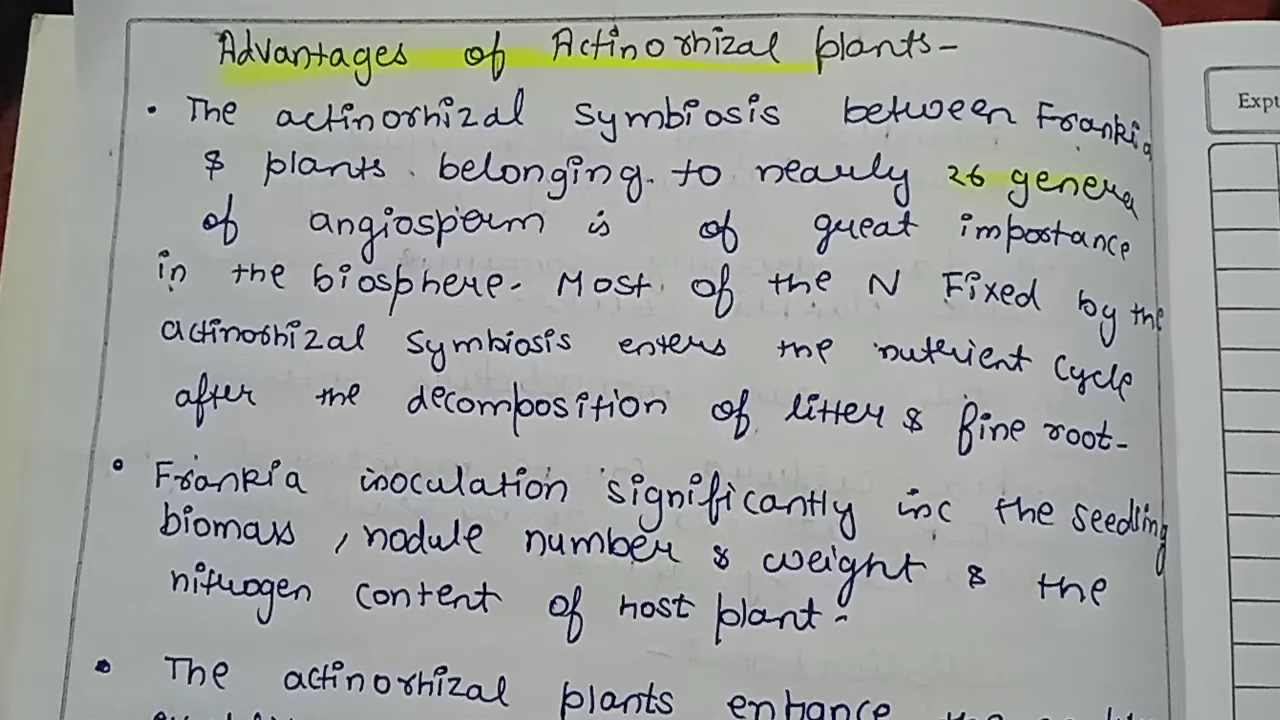 Advantages of Actinorhizal plants-
• The actinorhizal symbiosis between Frankia
& plants belonging to nearly 26 genera
of angiosperm is of great importance
in the biosphere. Most of the N Fixed by the
actinorhizal symbiosis enters the nutrient cycle
after the decomposition of litter & fine root-
• Frankia inoculation significantly inc the seedling
biomass, nodule number & weight & the
nitrogen content of host plant-
• The actinorhizal plants enhance the
Expt